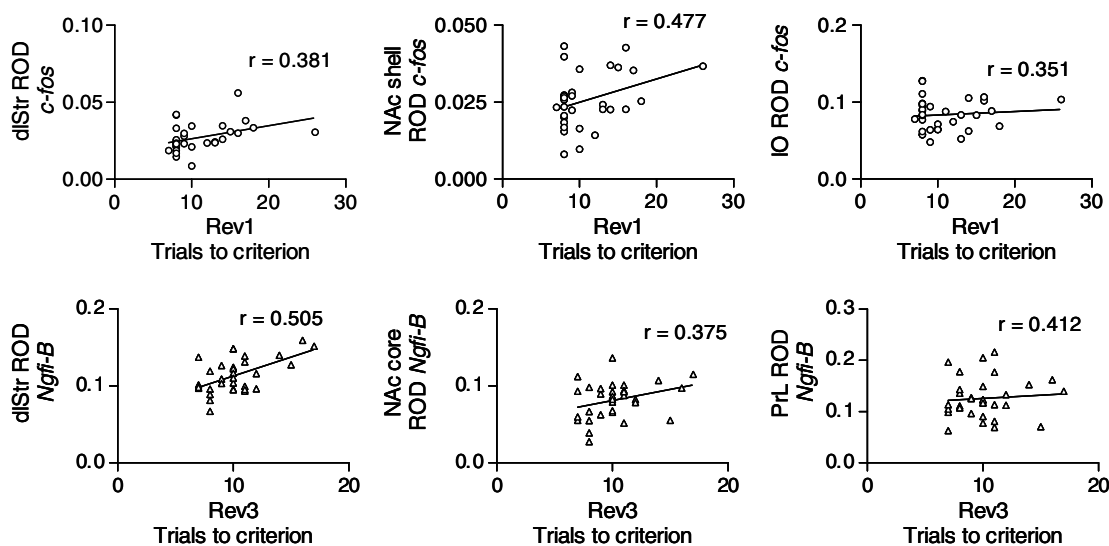 dlStr ROD
c-fos
0.10
0.05
0.00
r = 0.381
0 10 20 30
Rev1
Trials to criterion
NAc shell
ROD c-fos
0.050
0.025
0.000
r = 0.477
0 10 20 30
Rev1
Trials to criterion
IO ROD c-fos
0.2
0.1
0.0
r = 0.351
0 10 20 30
Rev1
Trials to criterion
dlStr ROD
Ngfi-B
0.2
0.1
0.0
r = 0.505
0 10 20
Rev3
Trials to criterion
NAc core
ROD Ngfi-B
0.2
0.1
0.0
r = 0.375
0 10 20
Rev3
Trials to criterion
PrL ROD
Ngfi-B
0.3
0.2
0.1
0.0
r = 0.412
0 10 20
Rev3
Trials to criterion